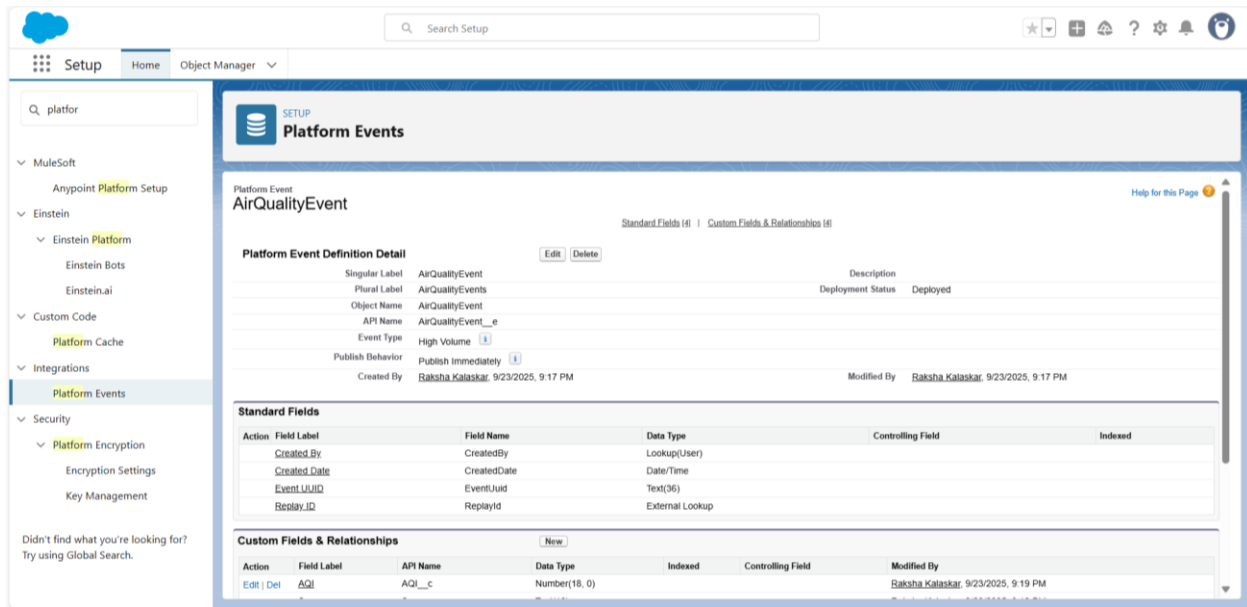 Search Setup
Setup Home Object Manager
platfor
MuleSoft
Anypoint Platform Setup
Einstein
Einstein Platform
Einstein Bots
Einstein.ai
Custom Code
Platform Cache
Integrations
Platform Events
Security
Platform Encryption
Encryption Settings
Key Management
Didn't find what you're looking for?
Try using Global Search.
SETUP
Platform Events
Platform Event
AirQualityEvent
Help for this Page
Standard Fields [4] | Custom Fields & Relationships [4]
Platform Event Definition Detail Edit Delete
Singular Label AirQualityEvent Description
Plural Label AirQualityEvents Deployment Status Deployed
Object Name AirQualityEvent
API Name AirQualityEvent__e
Event Type High Volume i
Publish Behavior Publish Immediately i
Created By Raksha Kalaskar, 9/23/2025, 9:17 PM Modified By Raksha Kalaskar, 9/23/2025, 9:17 PM
Standard Fields
Action Field Label Field Name Data Type Controlling Field Indexed
Created By CreatedBy Lookup(User)
Created Date CreatedDate Date/Time
Event UUID EventUuid Text(36)
Replay ID ReplayId External Lookup
Custom Fields & Relationships New
Action Field Label API Name Data Type Indexed Controlling Field Modified By
Edit | Del AQI AQI__c Number(18, 0) Raksha Kalaskar, 9/23/2025, 9:19 PM